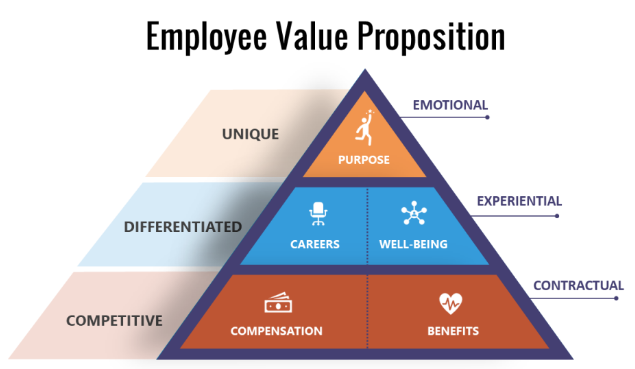 Employee Value Proposition
EMOTIONAL
UNIQUE
PURPOSE
EXPERIENTIAL
DIFFERENTIATED
CAREERS
WELL-BEING
CONTRACTUAL
COMPETITIVE
COMPENSATION
BENEFITS